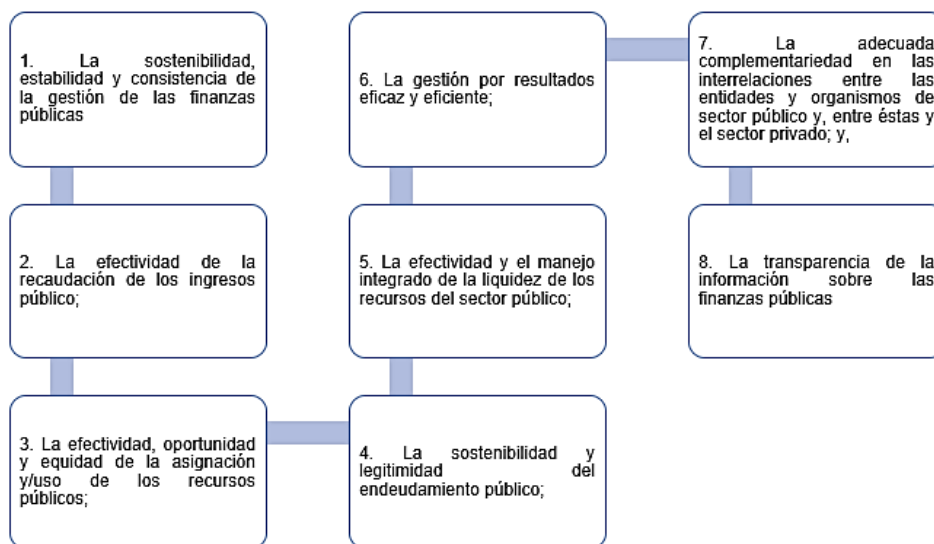 1. La sostenibilidad,
estabilidad y consistencia de
la gestión de las finanzas
públicas
2. La efectividad de la
recaudación de los ingresos
público;
3. La efectividad, oportunidad
y equidad de la asignación
y/uso de los recursos
públicos;
4. La sostenibilidad y
legitimidad del
endeudamiento público;
5. La efectividad y el manejo
integrado de la liquidez de los
recursos del sector público;
6. La gestión por resultados
eficaz y eficiente;
7. La adecuada
complementariedad en las
interrelaciones entre las
entidades y organismos de
sector público y, entre éstas y
el sector privado; y,
8. La transparencia de la
información sobre las
finanzas públicas